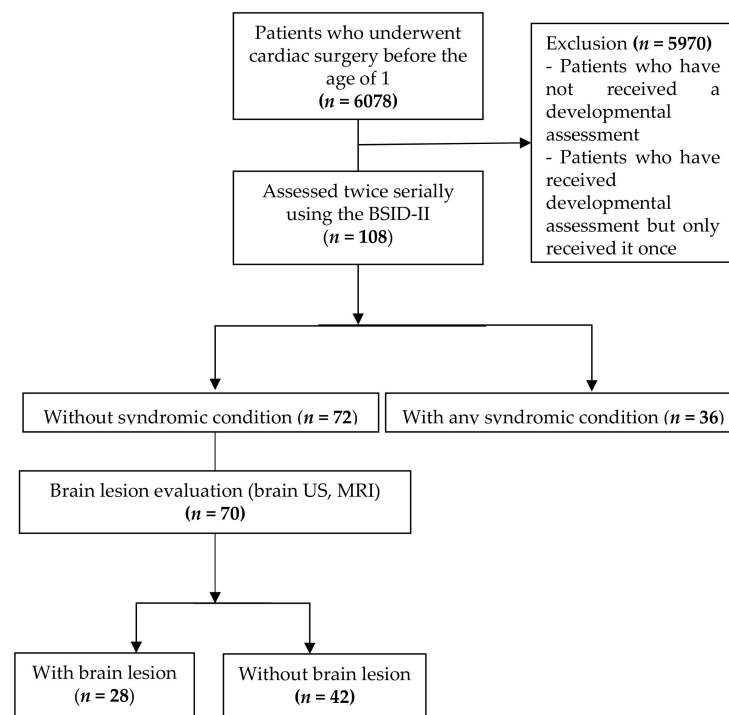 Patients who underwent
cardiac surgery before the
age of 1
(n = 6078)
Exclusion (n = 5970)
- Patients who have
not received a
developmental
assessment
- Patients who have
received
developmental
assessment but only
received it once
Assessed twice serially
using the BSID-II
(n = 108)
Without syndromic condition (n = 72)
With any syndromic condition (n = 36)
Brain lesion evaluation (brain US, MRI)
(n = 70)
With brain lesion
(n = 28)
Without brain lesion
(n = 42)